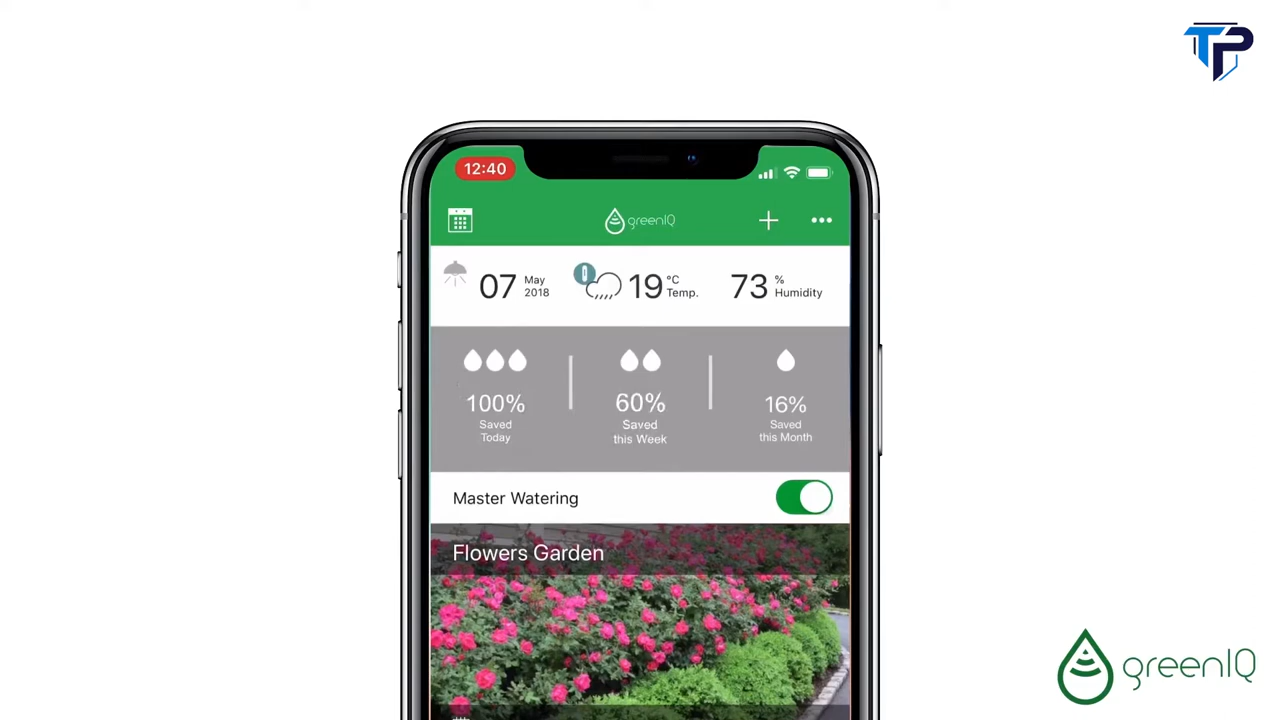 TP
12:40
greenIQ
07 May 2018
19 °C Temp.
73 % Humidity
100%
Saved
Today
60%
Saved
this Week
16%
Saved
this Month
Master Watering
Flowers Garden
greenIQ